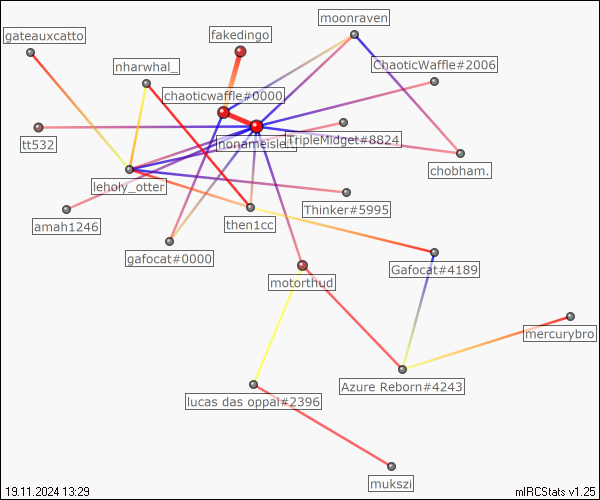 moonraven
gateauxcatto
fakedingo
ChaoticWaffle#2006
nharwhal_
chaoticwaffle#0000
nonameisle
TripleMidget#8824
tt532
chobham.
leholy_otter
Thinker#5995
amah1246
then1cc
gafocat#0000
Gafocat#4189
motorthud
mercurybro
Azure Reborn#4243
lucas das oppai#2396
mukszi
19.11.2024 13:29
mIRCStats v1.25